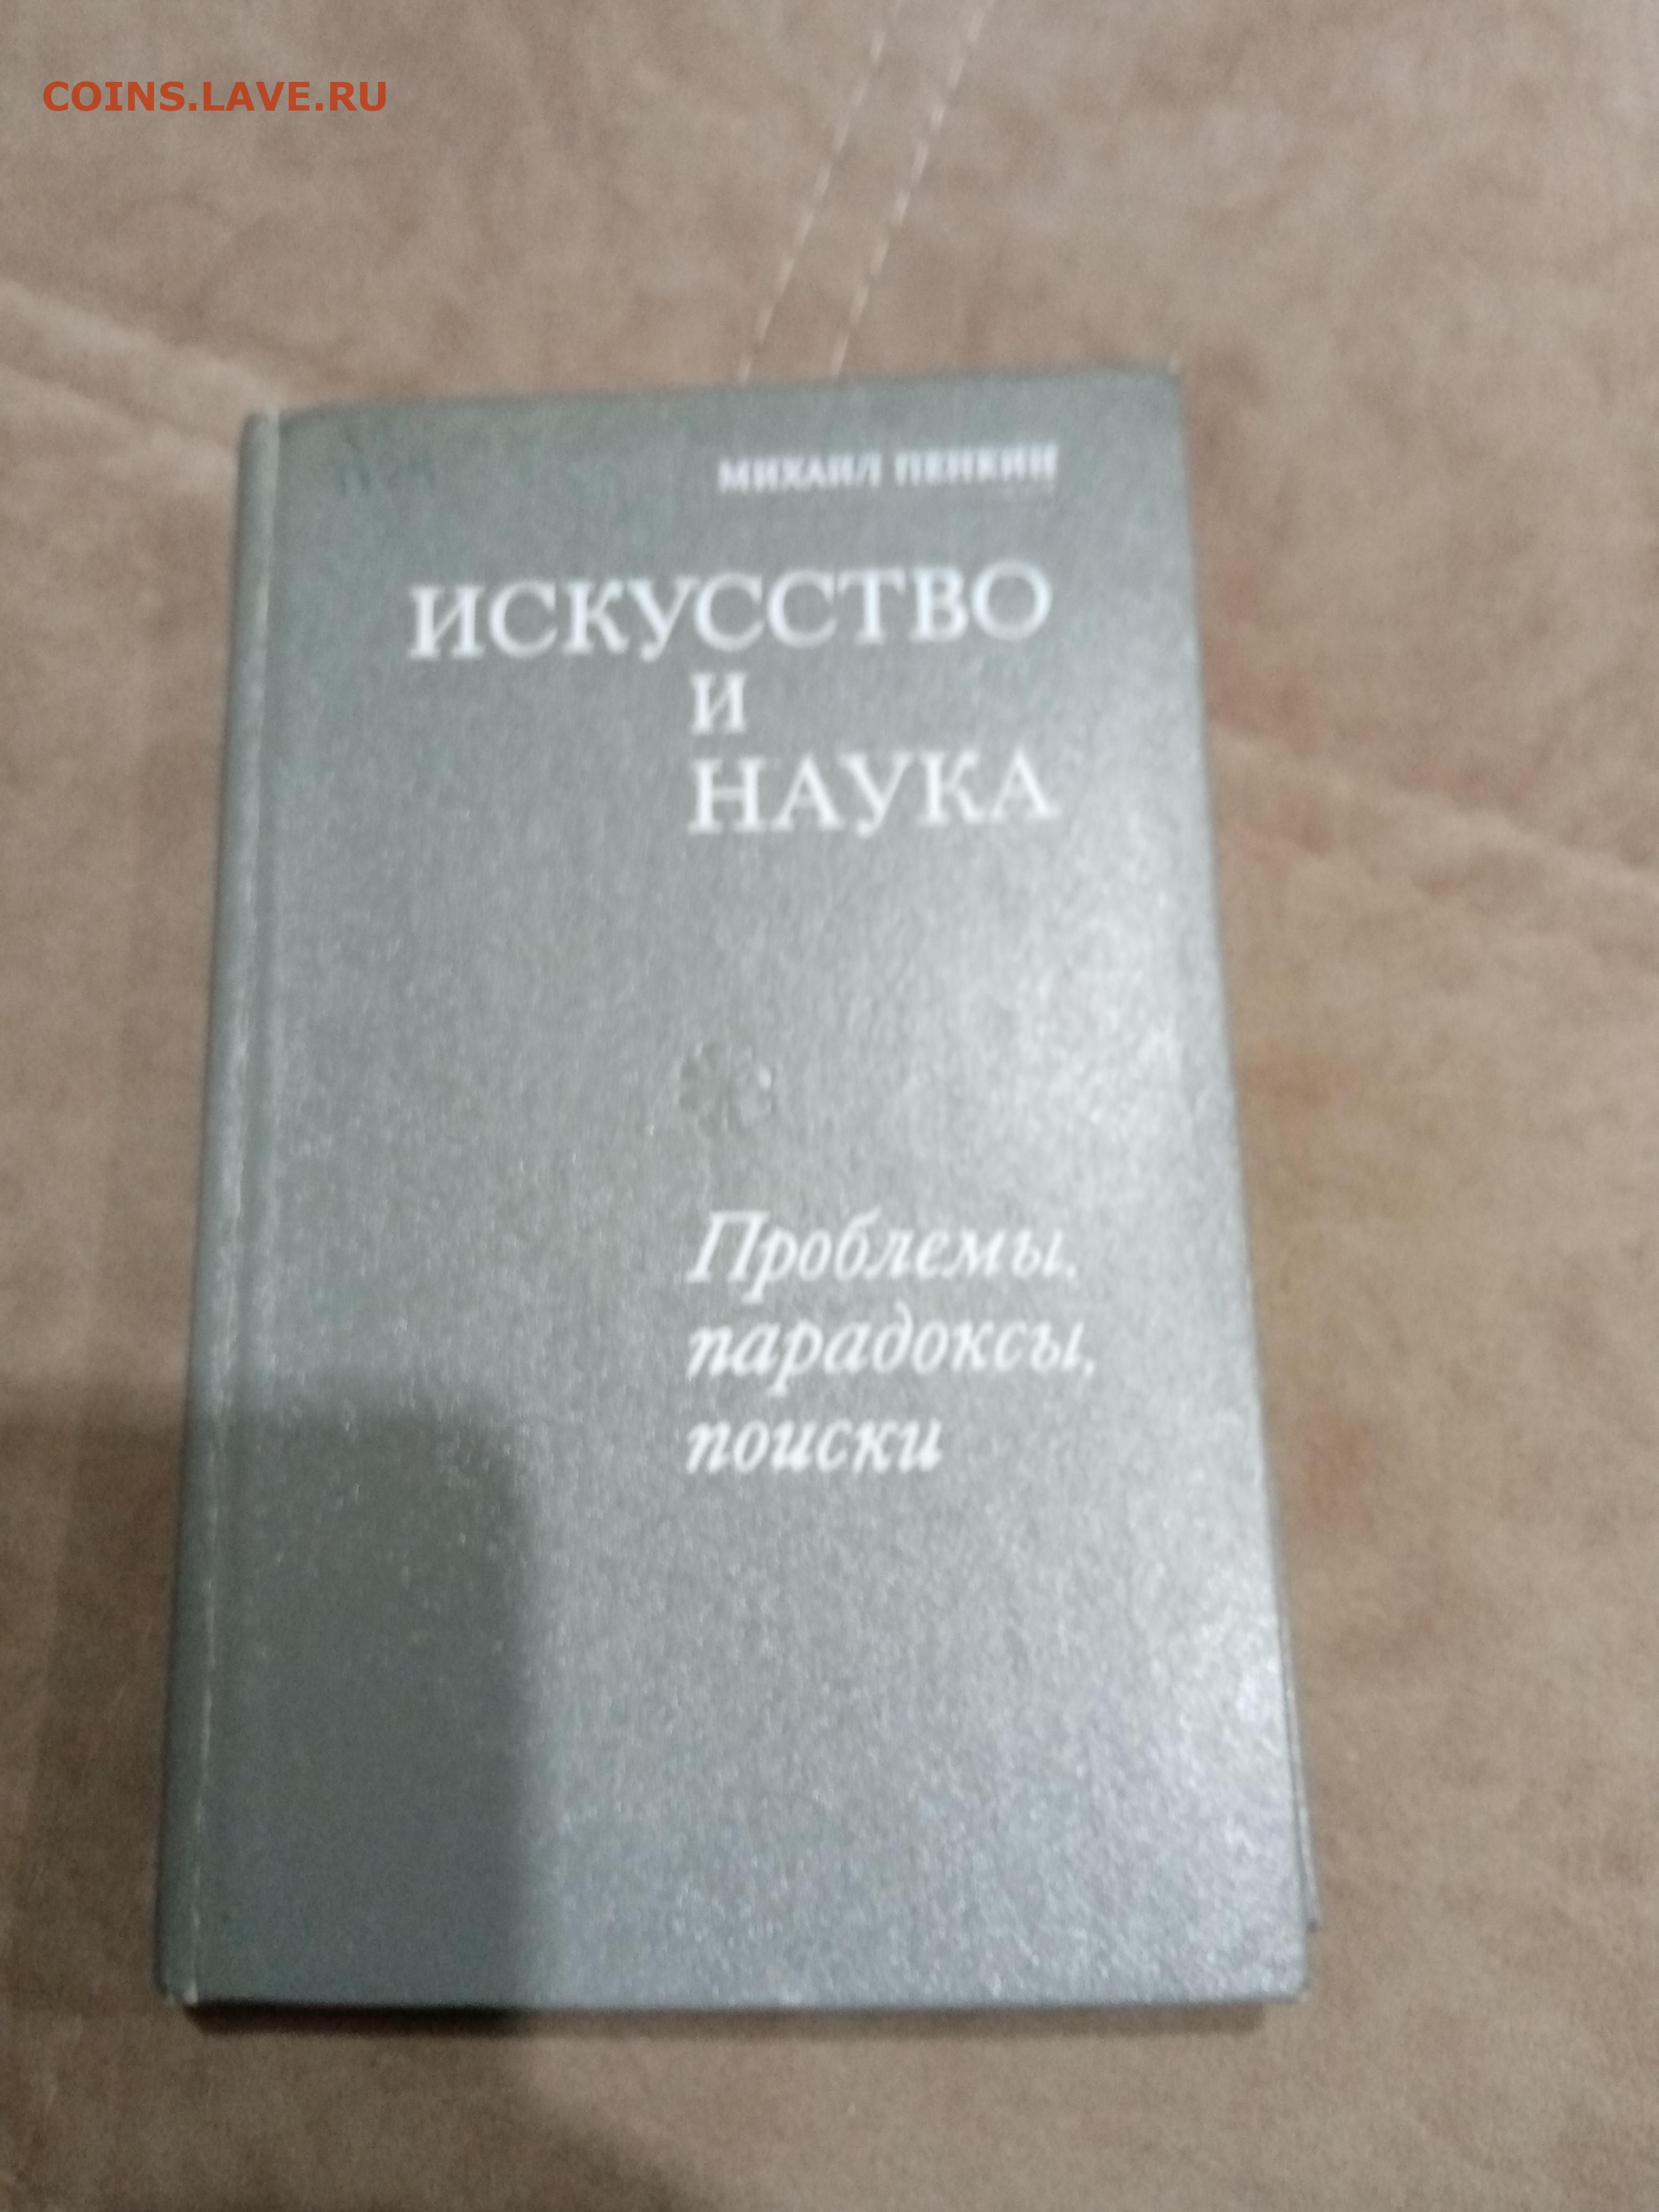 COINS.LAVE.RU
МИХАИЛ ПЕНКИН
ИСКУССТВО
И
НАУКА
Проблемы,
парадоксы,
поиски